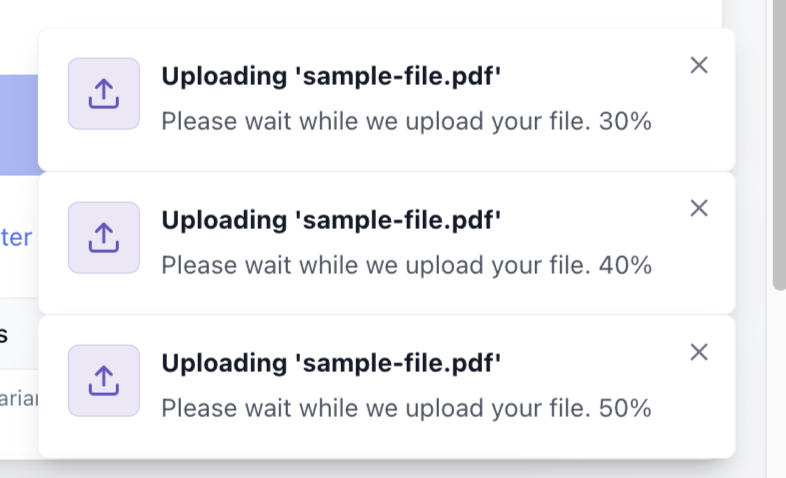 Uploading 'sample-file.pdf'
Please wait while we upload your file. 30%
Uploading 'sample-file.pdf'
ter
Please wait while we upload your file. 40%
s
Uploading 'sample-file.pdf'
arian
Please wait while we upload your file. 50%